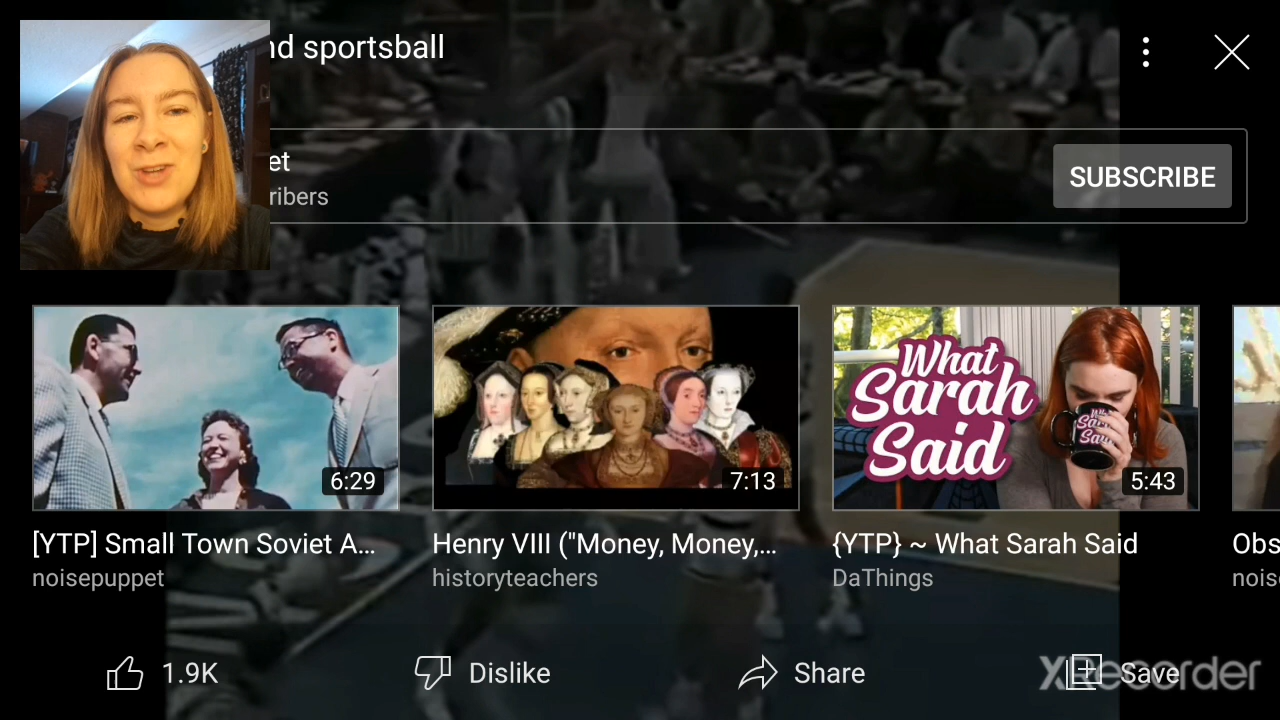 nd sportsball
et
ribers
SUBSCRIBE
What
Sarah
Said
6:29
7:13
5:43
[YTP] Small Town Soviet A...
Henry VIII ("Money, Money,...
{YTP} ~ What Sarah Said
Obs
noisepuppet
historyteachers
DaThings
nois
1.9K
Dislike
Share
Save
XRecorder